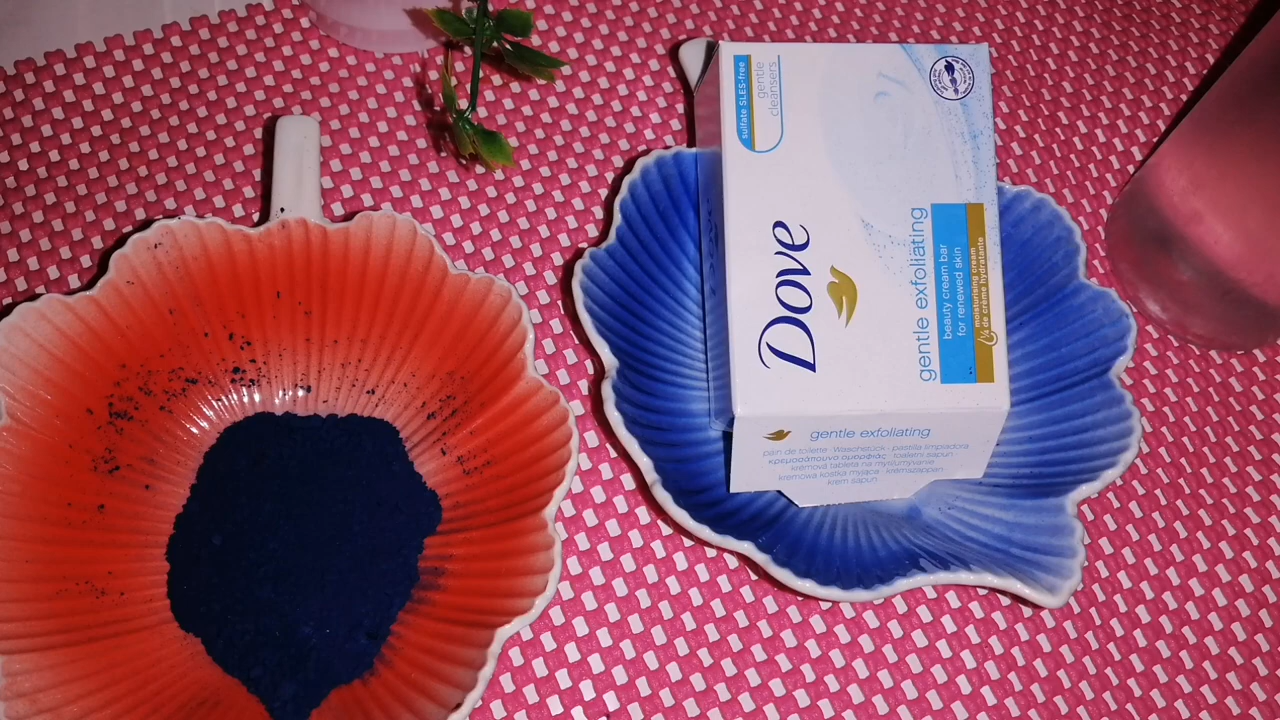 sulfate SLES-free
gentle
cleansers
Dove
gentle exfoliating
beauty cream bar
for renewed skin
moisturising cream
¼ de crème hydratante
gentle exfoliating
pain de toilette · Waschstück · pastilla limpiadora
κρεμοσάπουνο ομορφιάς · toaletní sapun
krémová tableta na mytí/umývanie
kremowa kostka myjąca · krémszappan
krem sapun